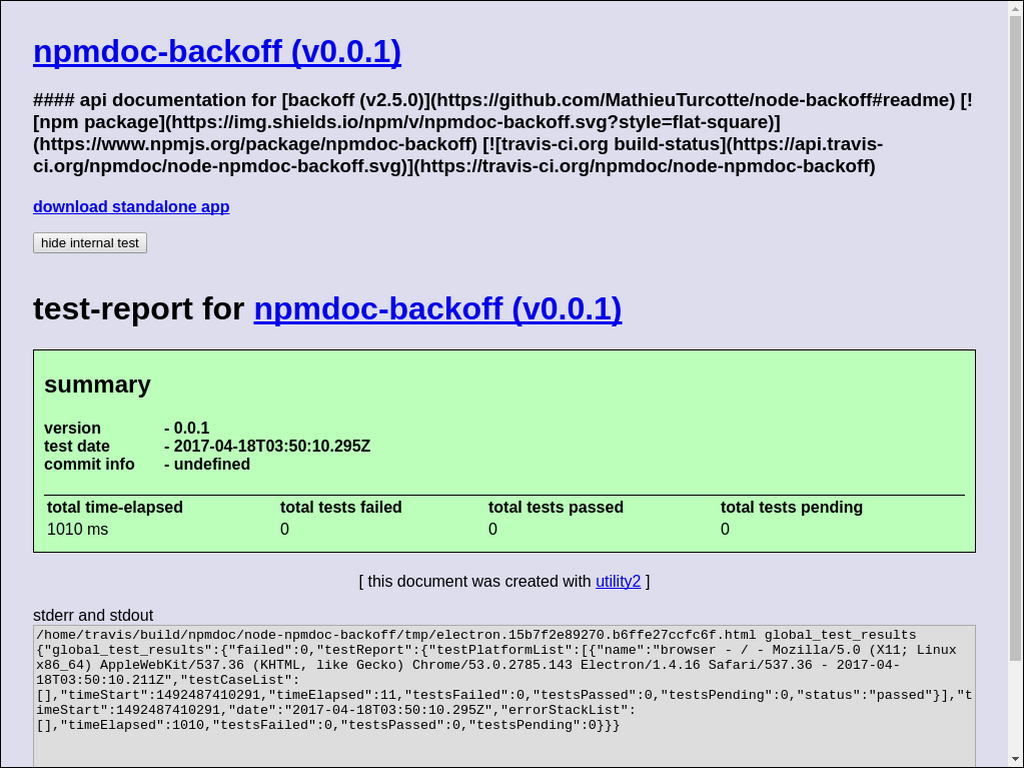 npmdoc-backoff (v0.0.1)
#### api documentation for [backoff (v2.5.0)](https://github.com/MathieuTurcotte/node-backoff#readme) [!
[npm package](https://img.shields.io/npm/v/npmdoc-backoff.svg?style=flat-square)]
(https://www.npmjs.org/package/npmdoc-backoff) [![travis-ci.org build-status](https://api.travis-
ci.org/npmdoc/node-npmdoc-backoff.svg)](https://travis-ci.org/npmdoc/node-npmdoc-backoff)
download standalone app
hide internal test
test-report for npmdoc-backoff (v0.0.1)
summary
version - 0.0.1
test date - 2017-04-18T03:50:10.295Z
commit info - undefined
total time-elapsed total tests failed total tests passed total tests pending
1010 ms 0 0 0
[ this document was created with utility2 ]
stderr and stdout
/home/travis/build/npmdoc/node-npmdoc-backoff/tmp/electron.15b7f2e89270.b6ffe27ccfc6f.html global_test_results
{"global_test_results":{"failed":0,"testReport":{"testPlatformList":[{"name":"browser - / - Mozilla/5.0 (X11; Linux
x86_64) AppleWebKit/537.36 (KHTML, like Gecko) Chrome/53.0.2785.143 Electron/1.4.16 Safari/537.36 - 2017-04-
18T03:50:10.211Z","testCaseList":
[],"timeStart":1492487410291,"timeElapsed":11,"testsFailed":0,"testsPassed":0,"testsPending":0,"status":"passed"}],"t
imeStart":1492487410291,"date":"2017-04-18T03:50:10.295Z","errorStackList":
[],"timeElapsed":1010,"testsFailed":0,"testsPassed":0,"testsPending":0}}}